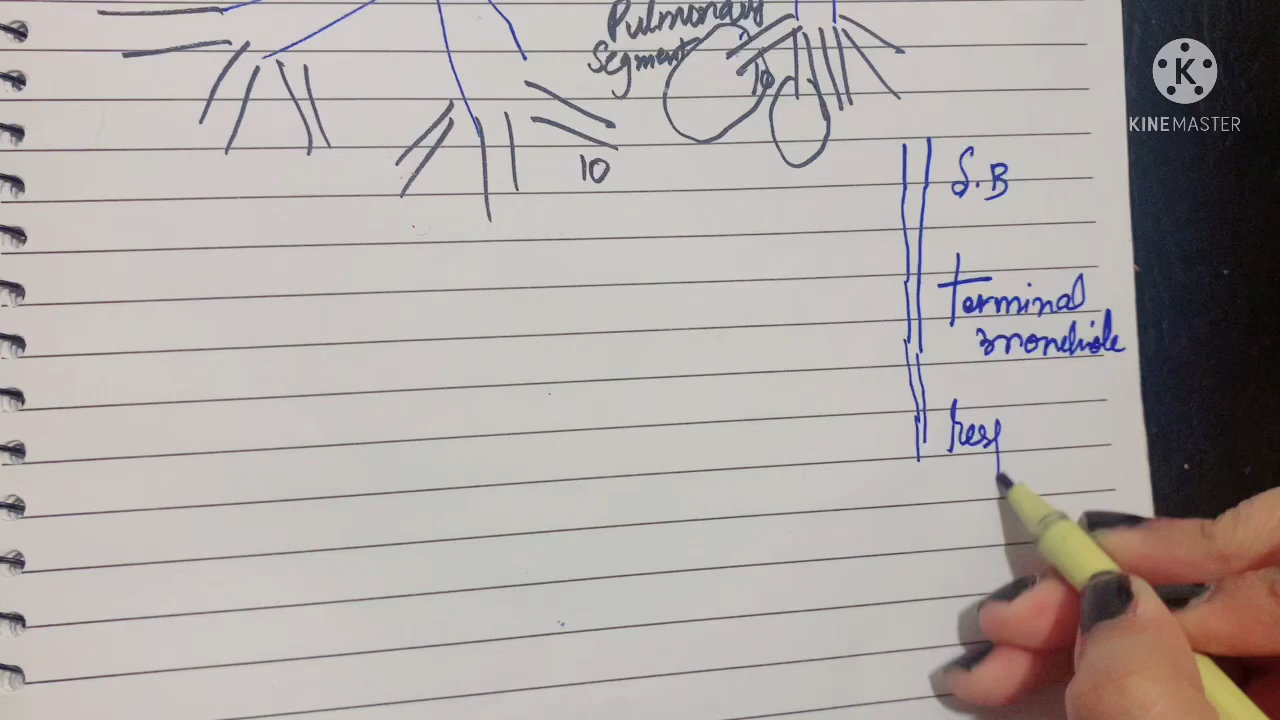 Pulmonary
Segment
10
10
S.B
Terminal
Bronchiole
Resp
K
KINEMASTER